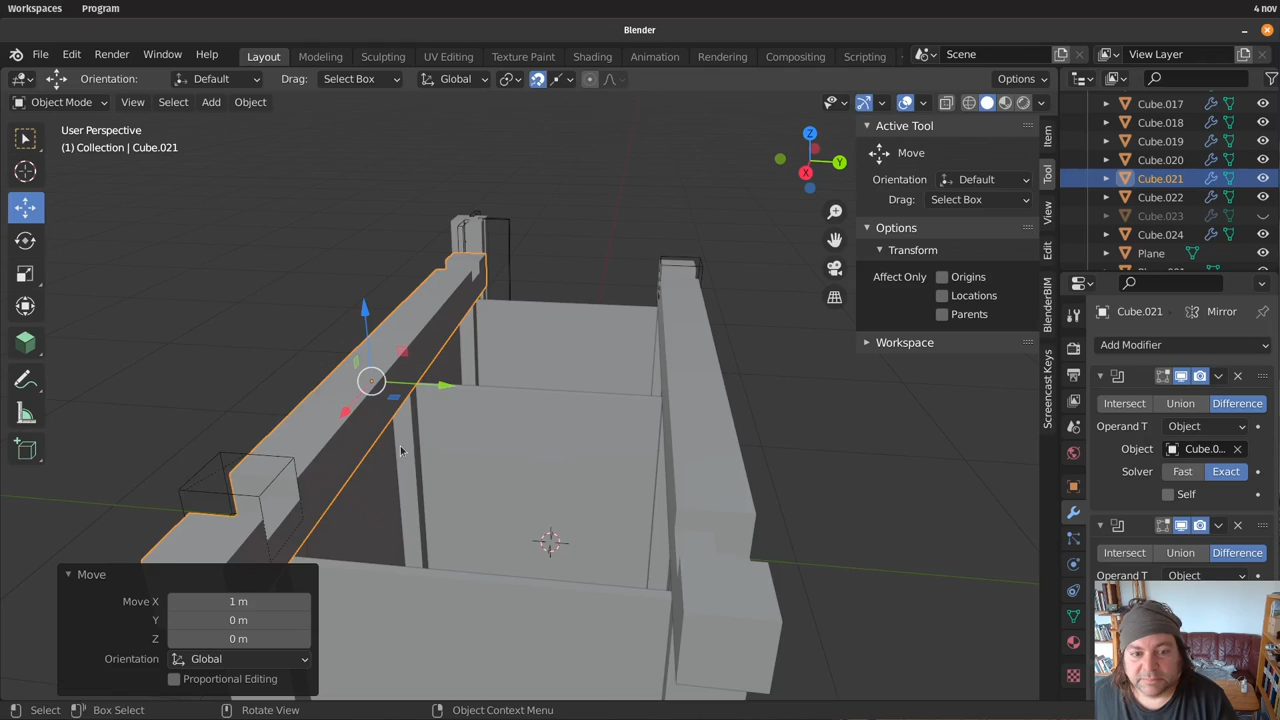 Workspaces Program 4 nov
Blender
File Edit Render Window Help Layout Modeling Sculpting UV Editing Texture Paint Shading Animation Rendering Compositing Scripting Scene View Layer
Orientation: Default Drag: Select Box Global Options
Object Mode View Select Add Object
User Perspective
(1) Collection | Cube.021
Z
Y
X
Active Tool
Move
Orientation Default
Drag: Select Box
Options
Transform
Affect Only Origins
Locations
Parents
Workspace
Item
Tool
View
Edit
BlenderBIM
Screencast Keys
Cube.017
Cube.018
Cube.019
Cube.020
Cube.021
Cube.022
Cube.023
Cube.024
Plane
Cube.021 Mirror
Add Modifier
Intersect Union Difference
Operand T Object
Object Cube.0...
Solver Fast Exact
Self
Intersect Union Difference
Operand T Object
Move
Move X 1 m
Y 0 m
Z 0 m
Orientation Global
Proportional Editing
Select Box Select Rotate View Object Context Menu